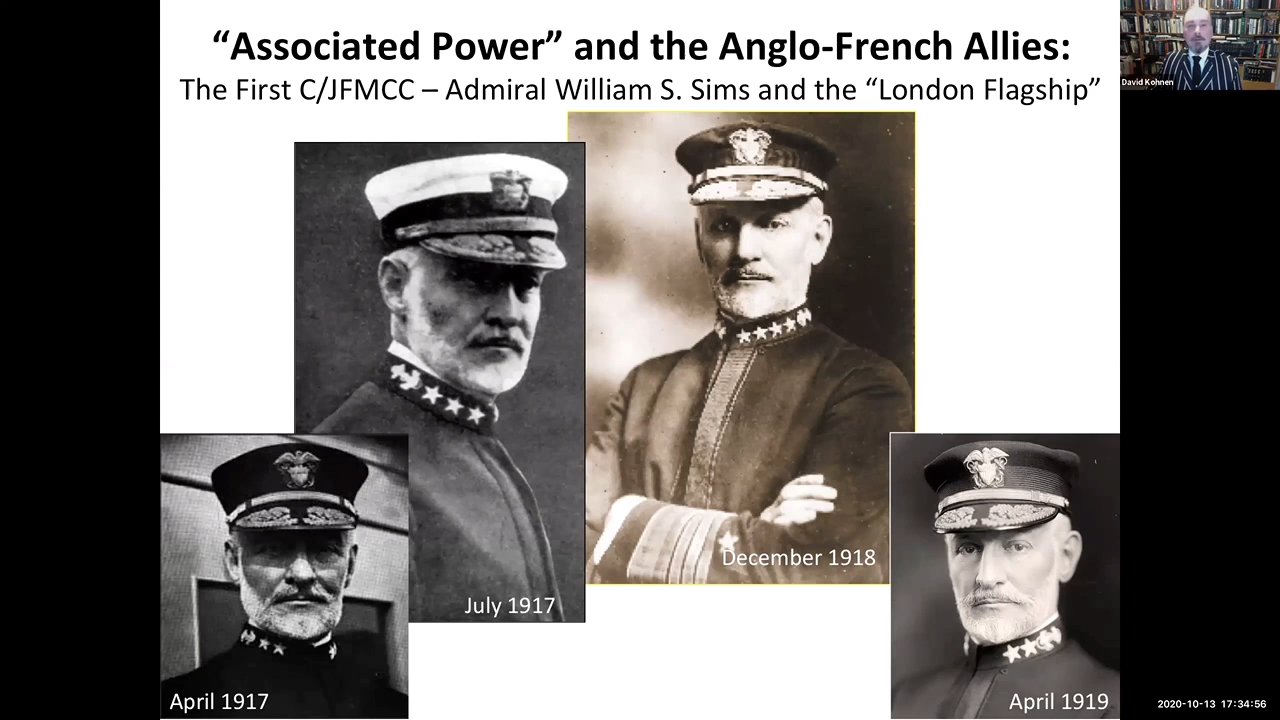 “Associated Power” and the Anglo-French Allies:
The First C/JFMCC – Admiral William S. Sims and the “London Flagship”
David Kohnen
December 1918
July 1917
April 1917
April 1919
2020-10-13 17:34:56